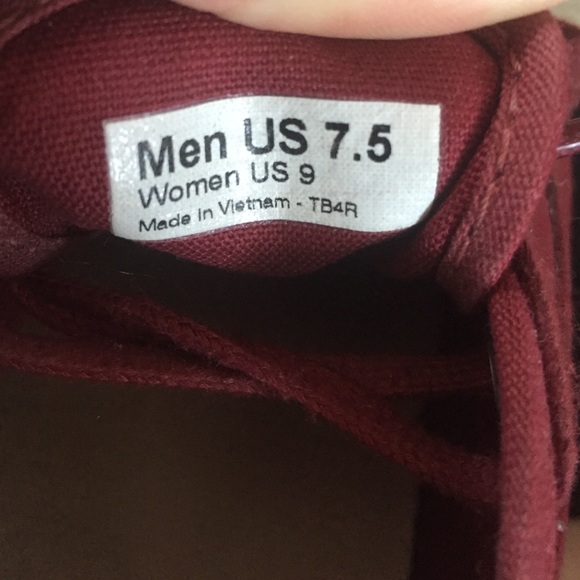 Men US 7.5
Women US 9
Made in Vietnam - TB4R